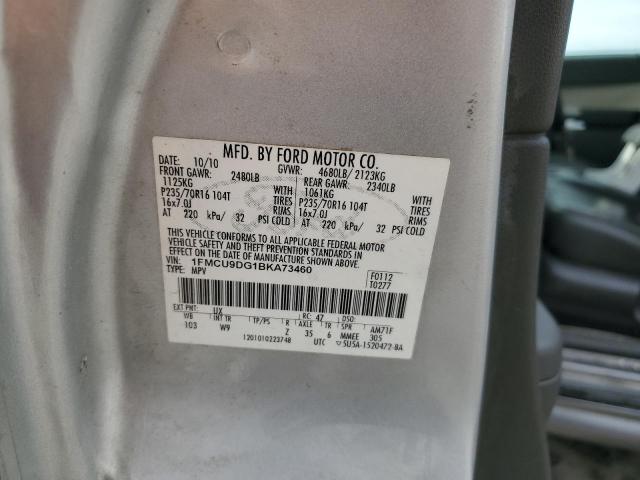 MFD. BY FORD MOTOR CO.
DATE: 10/10 GVWR: 4680LB/ 2123KG
FRONT GAWR: 2480LB REAR GAWR: 2340LB
1125KG WITH 1061KG WITH
P235/70R16 104T TIRES P235/70R16 104T TIRES
16x7.0J RIMS 16x7.0J RIMS
AT 220 kPa/ 32 PSI COLD AT 220 kPa/ 32 PSI COLD
THIS VEHICLE CONFORMS TO ALL APPLICABLE FEDERAL MOTOR
VEHICLE SAFETY AND THEFT PREVENTION STANDARDS IN
EFFECT ON THE DATE OF MANUFACTURE SHOWN ABOVE.
VIN: 1FMCU9DG1BKA73460
TYPE: MPV
F0112
T0277
EXT PNT: UX RC: 47 DSO:
WB INT TR TP/PS R AXLE TR SPR AM71F
103 W9 Z 35 6 MMEE 305
1201010223748 UTC 5U5A-1520472-BA